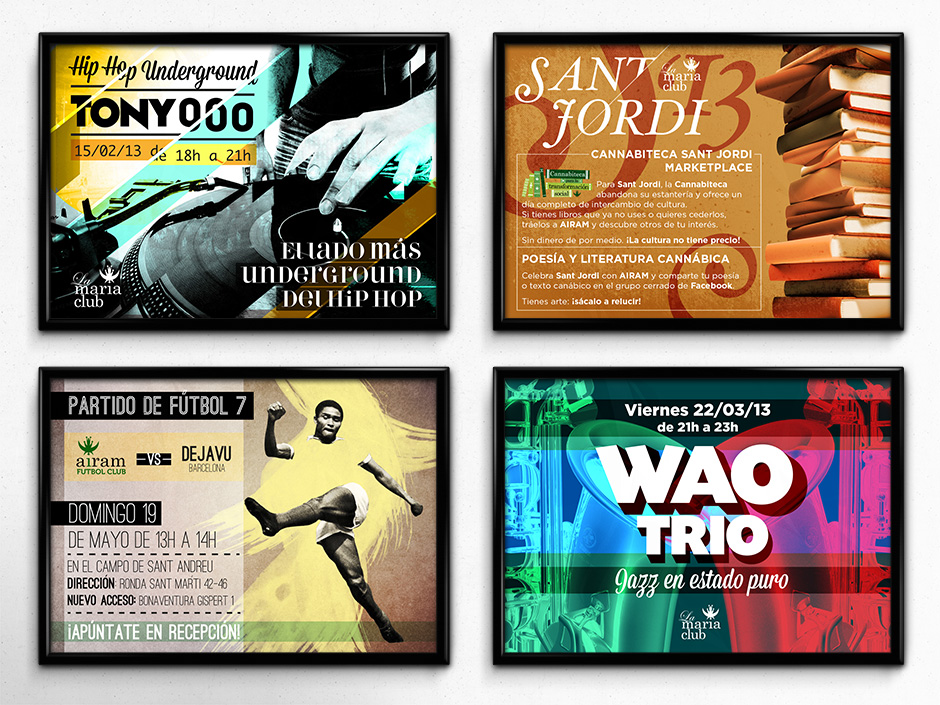 Hip Hop Underground
TONY000
15/02/13 de 18h a 21h
El lado más
underground
del Hip Hop
La
maria
club
SANT
JORDI
J13
La
maria
club
CANNABITECA SANT JORDI
MARKETPLACE
Cannabiteca
transformación
social
Para Sant Jordi, la Cannabiteca
abandona su estantería y ofrece un
día completo de intercambio de cultura.
Si tienes libros que ya no uses o quieres cederlos,
tráelos a AIRAM y descubre otros de tu interés.
Sin dinero de por medio. ¡La cultura no tiene precio!
POESÍA Y LITERATURA CANNÁBICA
Celebra Sant Jordi con AIRAM y comparte tu poesía
o texto canábico en el grupo cerrado de Facebook.
Tienes arte: ¡sácalo a relucir!
PARTIDO DE FÚTBOL 7
airam
FUTBOL CLUB
VS
DEJAVU
BARCELONA
DOMINGO 19
DE MAYO DE 13H A 14H
EN EL CAMPO DE SANT ANDREU
DIRECCIÓN: RONDA SANT MARTI 42-46
NUEVO ACCESO: BONAVENTURA GISPERT 1
¡APÚNTATE EN RECEPCIÓN!
Viernes 22/03/13
de 21h a 23h
WAO
TRIO
Jazz en estado puro
La
maria
club